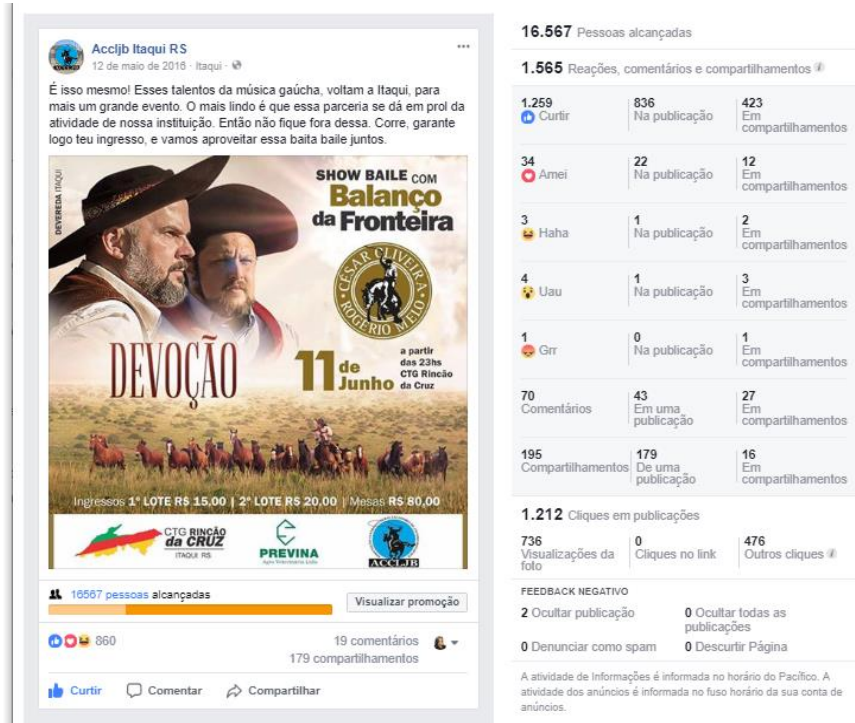 Accljb Itaqui RS
12 de maio de 2016 · Itaqui ·
É isso mesmo! Esses talentos da música gaúcha, voltam a Itaqui, para
mais um grande evento. O mais lindo é que essa parceria se dá em prol da
atividade de nossa instituição. Então não fique fora dessa. Corre, garante
logo teu ingresso, e vamos aproveitar essa baita baile juntos.
DEVEREDA ITAQUI
SHOW BAILE COM
Balanço
da Fronteira
CÉSAR OLIVEIRA
ROGÉRIO MELO
DEVOÇÃO
11 de Junho
a partir
das 23hs
CTG Rincão
da Cruz
Ingressos 1º LOTE R$ 15,00 | 2º LOTE R$ 20,00 | Mesas R$ 80,00
CTG RINCÃO
da CRUZ
ITAQUI RS
PREVINA
Agro Veterinária Ltda
ACCLJB
16567 pessoas alcançadas
Visualizar promoção
860
19 comentários
179 compartilhamentos
Curtir Comentar Compartilhar
16.567 Pessoas alcançadas
1.565 Reações, comentários e compartilhamentos
1.259 836 423
Curtir Na publicação Em
compartilhamentos
34 22 12
Amei Na publicação Em
compartilhamentos
3 1 2
Haha Na publicação Em
compartilhamentos
4 1 3
Uau Na publicação Em
compartilhamentos
1 0 1
Grr Na publicação Em
compartilhamentos
70 43 27
Comentários Em uma Em
publicação compartilhamentos
195 179 16
Compartilhamentos De uma Em
publicação compartilhamentos
1.212 Cliques em publicações
736 0 476
Visualizações da Cliques no link Outros cliques
foto
FEEDBACK NEGATIVO
2 Ocultar publicação 0 Ocultar todas as
publicações
0 Denunciar como spam 0 Descurtir Página
A atividade de Informações é informada no horário do Pacífico. A
atividade dos anúncios é informada no fuso horário da sua conta de
anúncios.